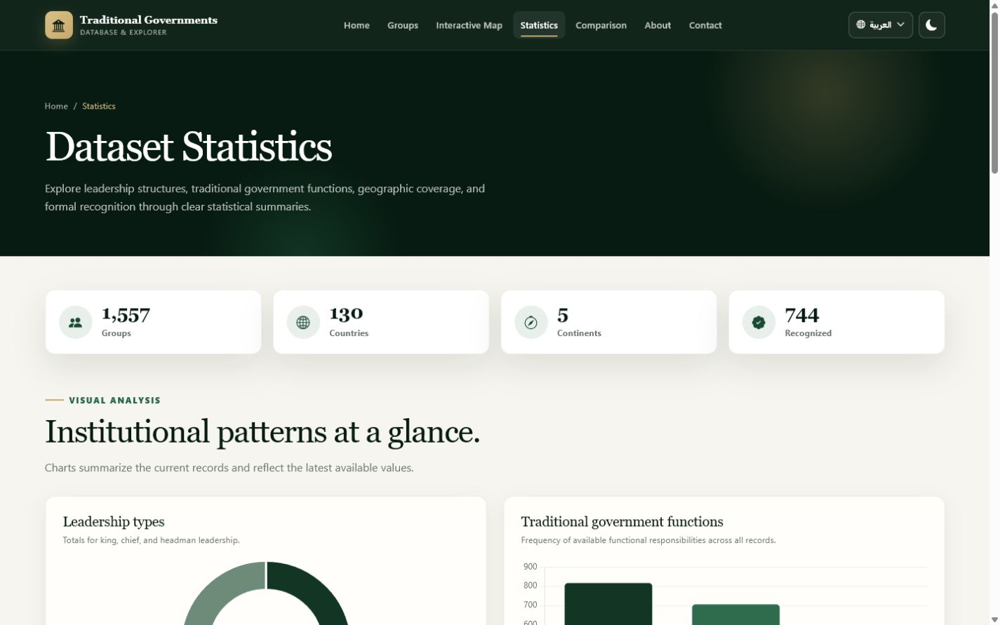 Traditional Governments
DATABASE & EXPLORER
Home
Groups
Interactive Map
Statistics
Comparison
About
Contact
العربية
Home / Statistics
Dataset Statistics
Explore leadership structures, traditional government functions, geographic coverage, and
formal recognition through clear statistical summaries.
1,557
Groups
130
Countries
5
Continents
744
Recognized
VISUAL ANALYSIS
Institutional patterns at a glance.
Charts summarize the current records and reflect the latest available values.
Leadership types
Totals for king, chief, and headman leadership.
Traditional government functions
Frequency of available functional responsibilities across all records.
900
800
700
600